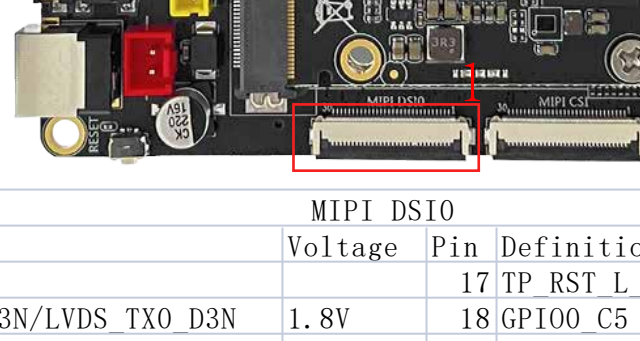 3R3
1
30
MIPI DSI0
30
MIPI CSI
CK
220
16V
RESET
MIPI DSI0
Voltage
Pin
Definitio
17
TP_RST_L_
3N/LVDS_TX0_D3N
1.8V
18
GPIO0_C5